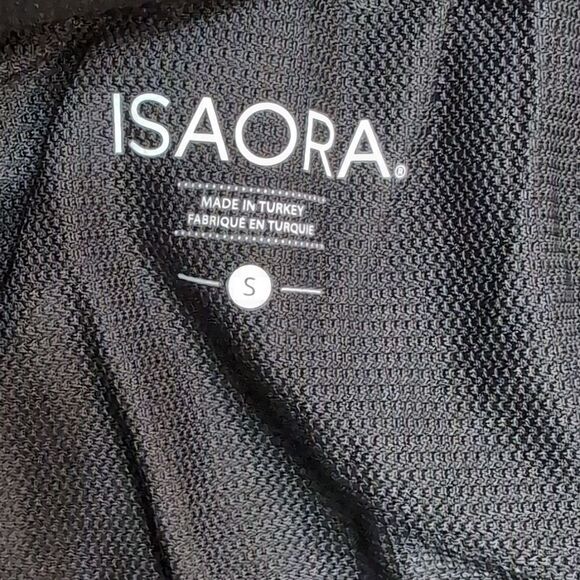 ISAORA®
MADE IN TURKEY
FABRIQUÉ EN TURQUIE
S